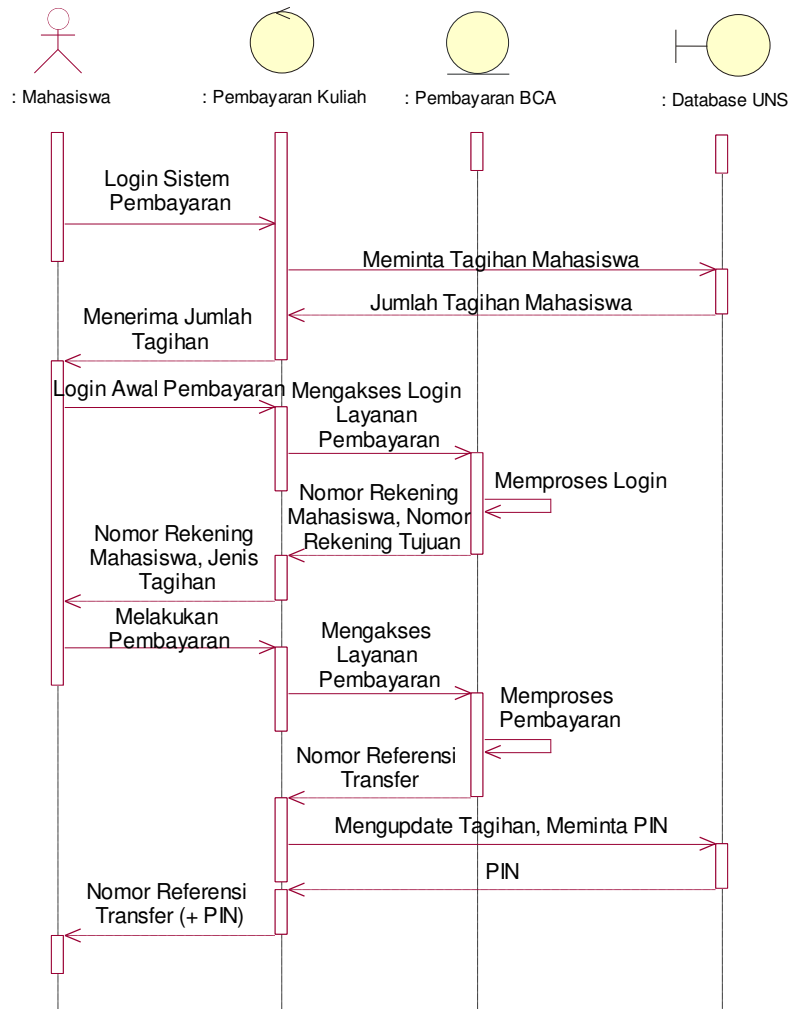 : Mahasiswa
: Pembayaran Kuliah
: Pembayaran BCA
: Database UNS
Login Sistem
Pembayaran
Meminta Tagihan Mahasiswa
Jumlah Tagihan Mahasiswa
Menerima Jumlah
Tagihan
Login Awal Pembayaran
Mengakses Login
Layanan
Pembayaran
Memproses Login
Nomor Rekening
Mahasiswa, Nomor
Rekening Tujuan
Nomor Rekening
Mahasiswa, Jenis
Tagihan
Melakukan
Pembayaran
Mengakses
Layanan
Pembayaran
Memproses
Pembayaran
Nomor Referensi
Transfer
Mengupdate Tagihan, Meminta PIN
PIN
Nomor Referensi
Transfer (+ PIN)